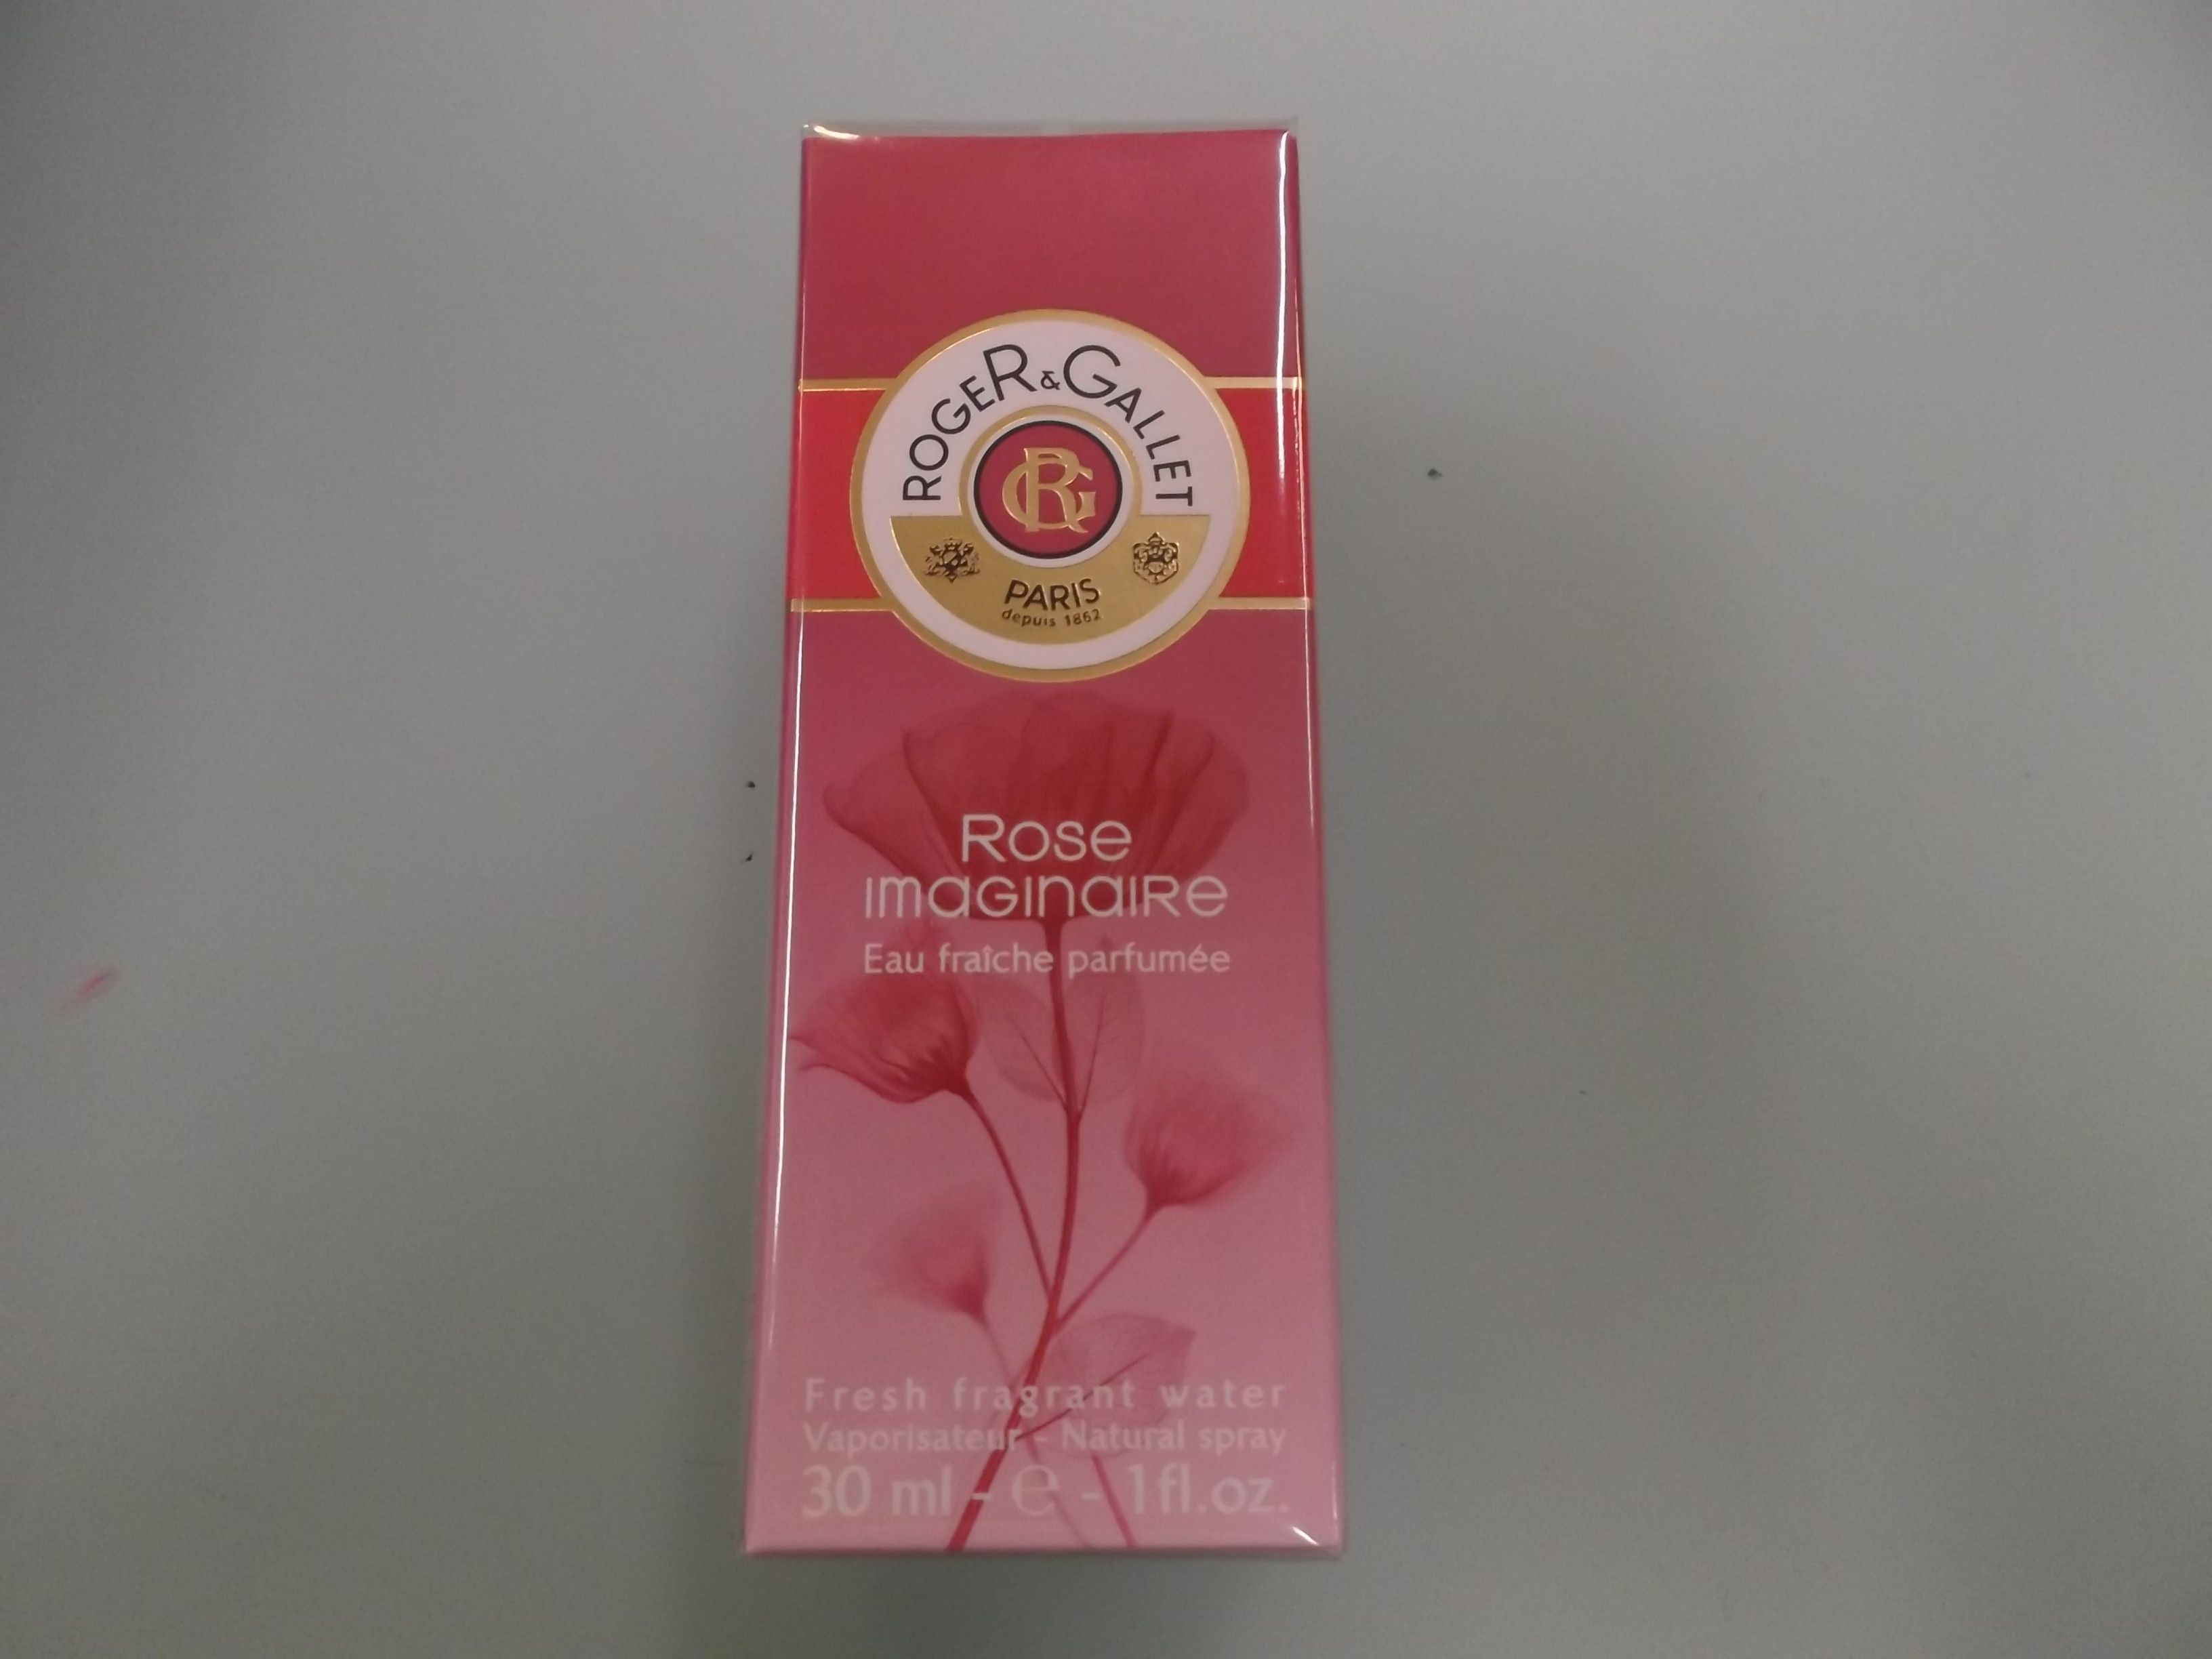 ROGER & GALLET
RG
PARIS
depuis 1862
Rose
imaginaire
Eau fraîche parfumée
Fresh fragrant water
Vaporisateur - Natural spray
30 ml - e - 1fl.oz.